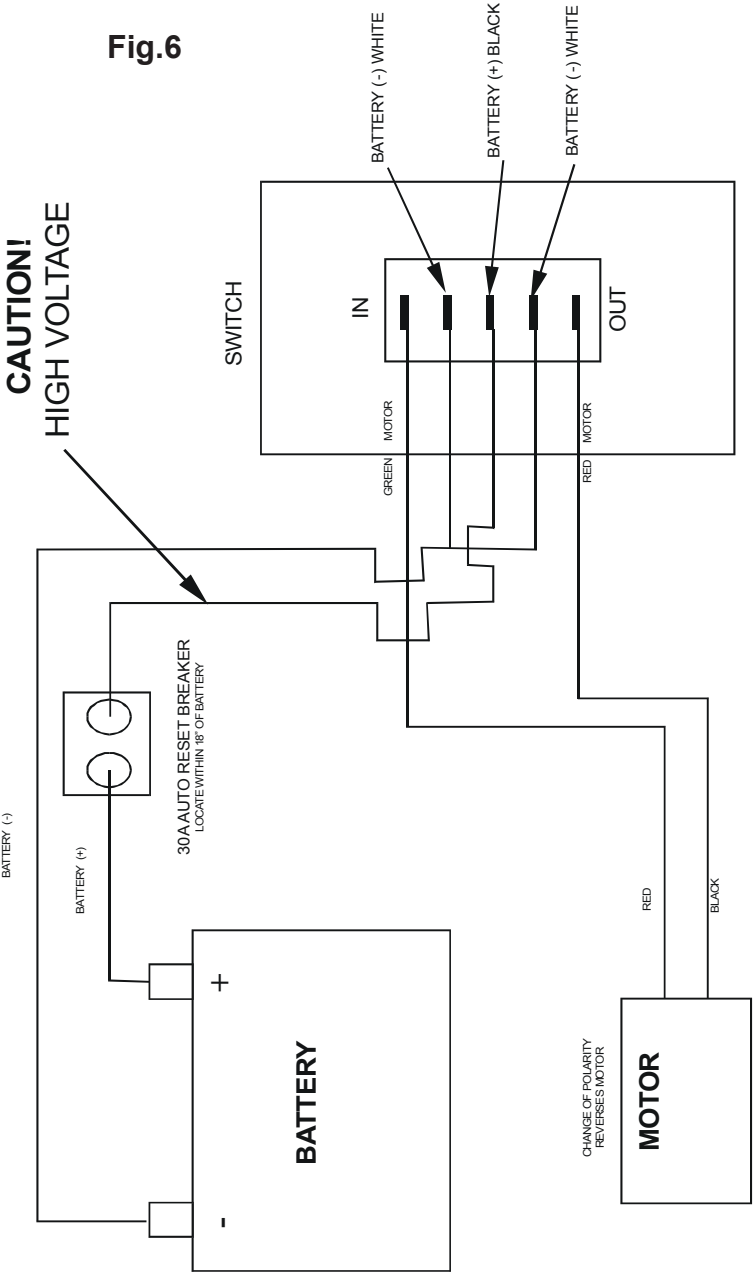 Fig.6
CAUTION!
HIGH VOLTAGE
BATTERY (-) WHITE
BATTERY (+) BLACK
BATTERY (-) WHITE
SWITCH
IN
OUT
GREEN MOTOR
RED MOTOR
30A AUTO RESET BREAKER
LOCATE WITHIN 18" OF BATTERY
BATTERY (-)
BATTERY (+)
+
-
BATTERY
RED
BLACK
CHANGE OF POLARITY
REVERSES MOTOR
MOTOR